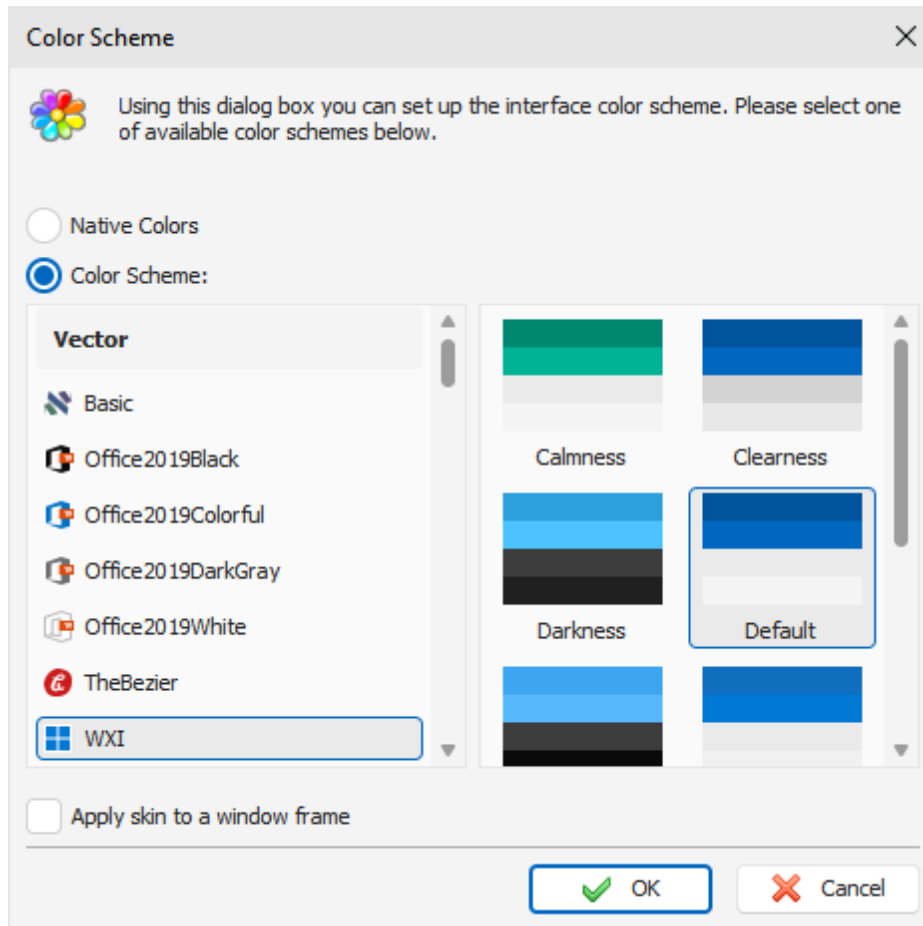 Color Scheme
Using this dialog box you can set up the interface color scheme. Please select one
of available color schemes below.
Native Colors
Color Scheme:
Vector
Basic
Office2019Black
Office2019Colorful
Office2019DarkGray
Office2019White
TheBezier
WXI
Calmness
Clearness
Darkness
Default
Apply skin to a window frame
OK
Cancel